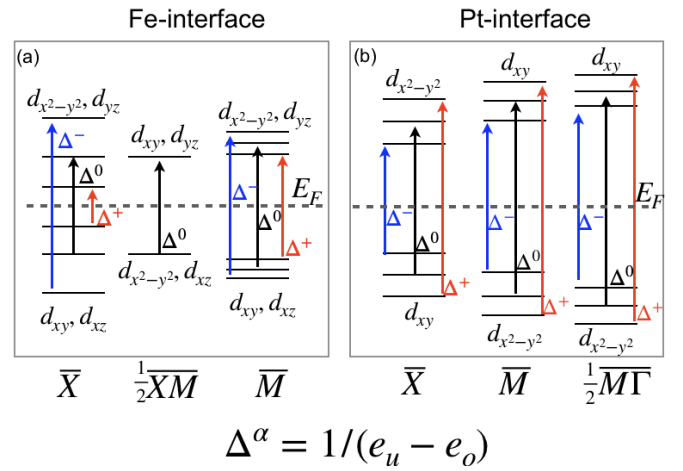 Fe-interface Pt-interface
(a) (b)
d_{xy}
d_{x²−y²}, d_{yz} d_{x²−y²}, d_{yz} d_{x²−y²} d_{xy}
Δ⁻ d_{xy}, d_{yz}
Δ⁰ Δ⁻ E_F E_F
Δ⁺ Δ⁰ Δ⁻ Δ⁻ Δ⁻
Δ⁰ Δ⁺ Δ⁰ Δ⁰ Δ⁰
d_{x²−y²}, d_{xz} Δ⁺ Δ⁺ Δ⁺
d_{xy}, d_{xz} d_{xy}, d_{xz} d_{xy} d_{x²−y²} d_{x²−y²}
X̅ ½X̅M̅ M̅ X̅ M̅ ½M̅Γ̅
Δ^α = 1/(e_u − e_o)